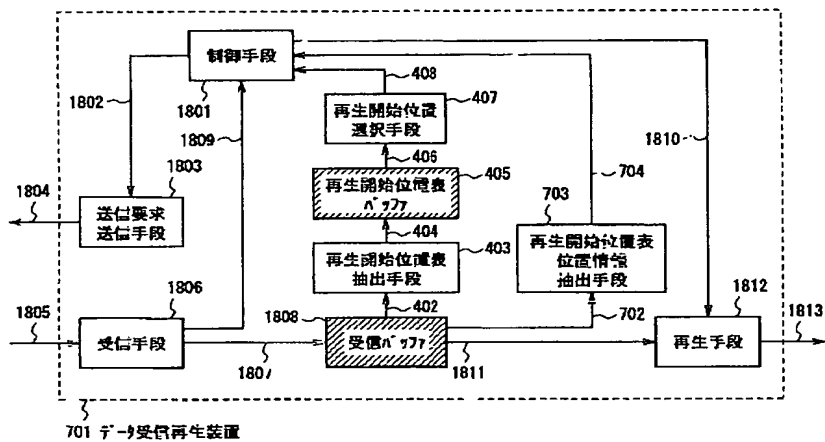 制御手段
1801
1802
1809
408
407
再生開始位置
選択手段
406
405
再生開始位置表
バッファ
404
403
再生開始位置表
抽出手段
402
1810
704
703
再生開始位置表
位置情報
抽出手段
702
1804
1803
送信要求
送信手段
1805
1806
受信手段
1807
1808
受信バッファ
1811
1812
再生手段
1813
701 データ受信再生装置